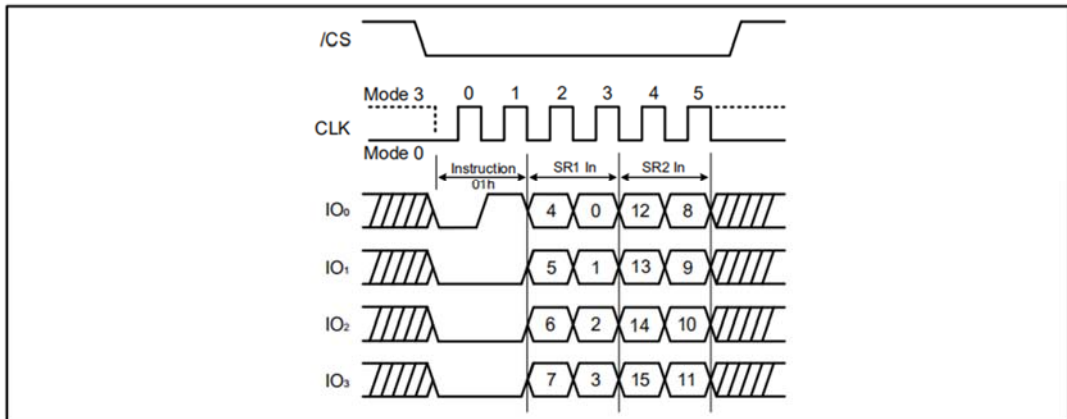 /CS
Mode 3 0 1 2 3 4 5
CLK
Mode 0
Instruction SR1 In SR2 In
01h
IO₀ 4 0 12 8
IO₁ 5 1 13 9
IO₂ 6 2 14 10
IO₃ 7 3 15 11